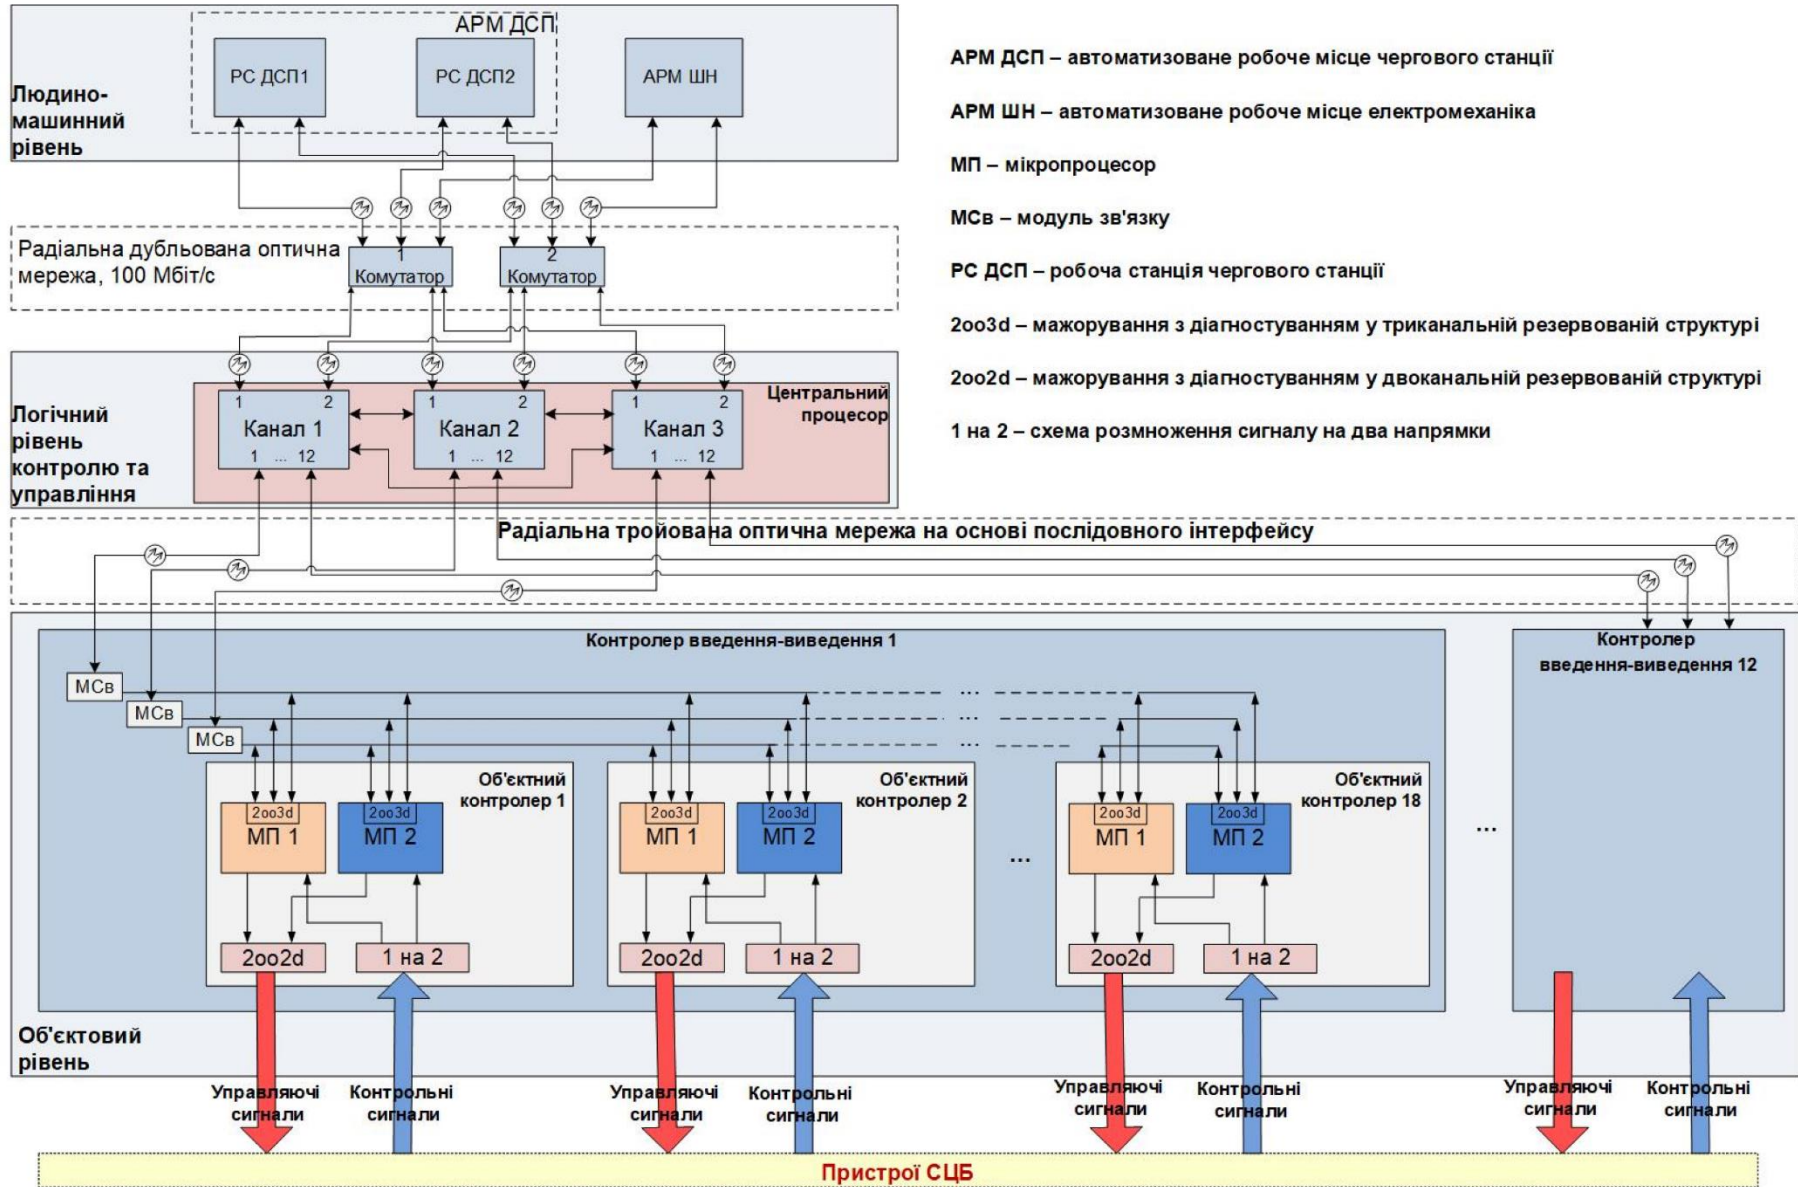 АРМ ДСП
РС ДСП1
РС ДСП2
АРМ ШН
Людино-
машинний
рівень
АРМ ДСП – автоматизоване робоче місце чергового станції
АРМ ШН – автоматизоване робоче місце електромеханіка
МП – мікропроцесор
МСв – модуль зв'язку
РС ДСП – робоча станція чергового станції
2oo3d – мажорування з діагностуванням у триканальній резервованій структурі
2oo2d – мажорування з діагностуванням у двоканальній резервованій структурі
1 на 2 – схема розмноження сигналу на два напрямки
Радіальна дубльована оптична
мережа, 100 Мбіт/с
1
Комутатор
2
Комутатор
Логічний
рівень
контролю та
управління
Центральний
процесор
1 2
Канал 1
1 ... 12
1 2
Канал 2
1 ... 12
1 2
Канал 3
1 ... 12
Радіальна тройована оптична мережа на основі послідовного інтерфейсу
Контролер введення-виведення 1
Контролер
введення-виведення 12
МСв
МСв
МСв
...
...
...
Об'єктний
контролер 1
2oo3d
МП 1
2oo3d
МП 2
2oo2d
1 на 2
Об'єктний
контролер 2
2oo3d
МП 1
2oo3d
МП 2
2oo2d
1 на 2
...
Об'єктний
контролер 18
2oo3d
МП 1
2oo3d
МП 2
2oo2d
1 на 2
...
Об'єктовий
рівень
Управляючі
сигнали
Контрольні
сигнали
Управляючі
сигнали
Контрольні
сигнали
Управляючі
сигнали
Контрольні
сигнали
Управляючі
сигнали
Контрольні
сигнали
Пристрої СЦБ